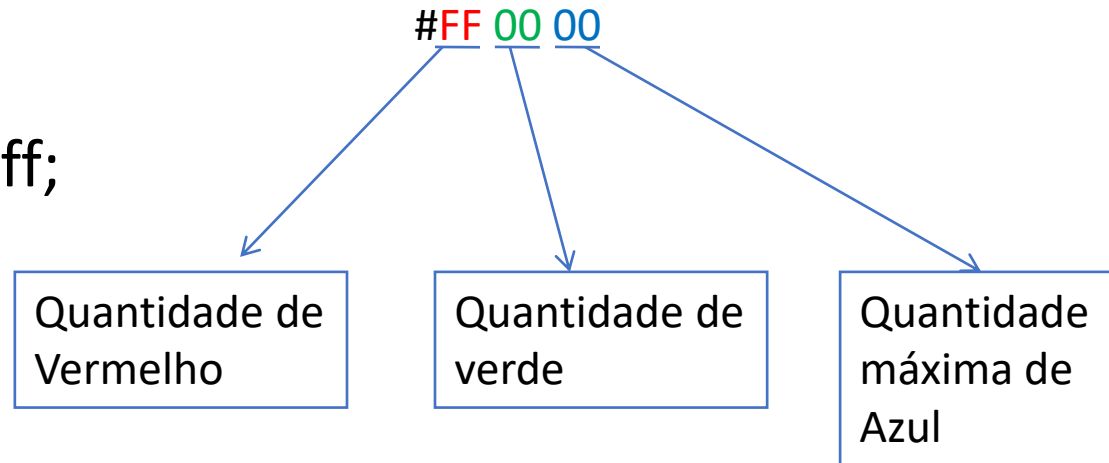 #FF 00 00
ff;
Quantidade de
Vermelho
Quantidade de
verde
Quantidade
máxima de
Azul